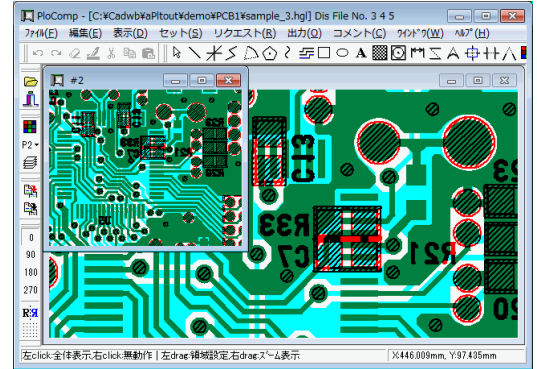 PloComp - [C:¥Cadwb¥aPltout¥demo¥PCB1¥sample_3.hgl] Dis File No. 3 4 5
ファイル(F) 編集(E) 表示(D) セット(S) リクエスト(R) 出力(O) コメント(C) ウインドウ(W) ヘルプ(H)
#2
P2
0
90
180
270
R
C13
R33
C7
R21
左click:全体表示,右click:無動作 | 左drag:領域設定,右drag:ズーム表示
X:446.009mm, Y:97.435mm